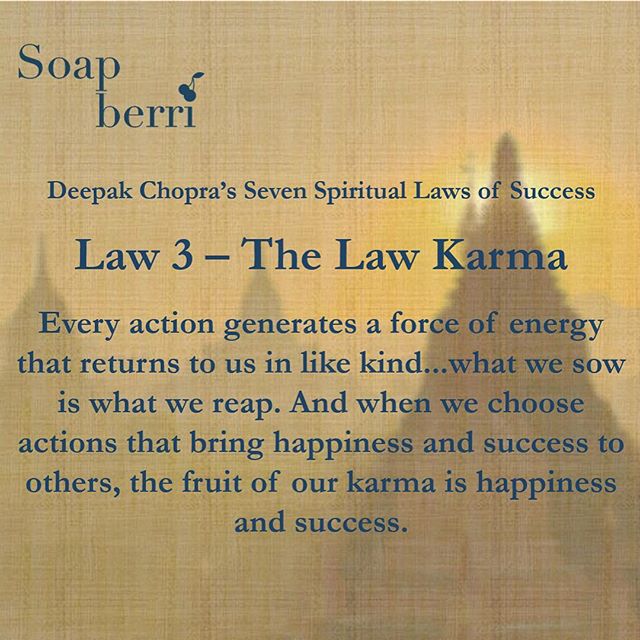 Soap
berri
Deepak Chopra’s Seven Spiritual Laws of Success
Law 3 – The Law Karma
Every action generates a force of energy
that returns to us in like kind...what we sow
is what we reap. And when we choose
actions that bring happiness and success to
others, the fruit of our karma is happiness
and success.